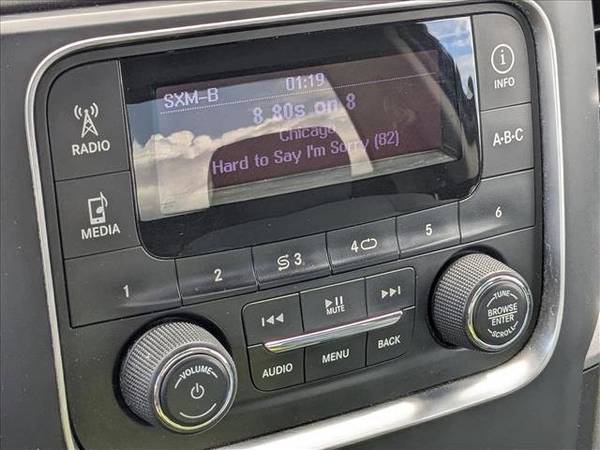 SXM-B 01:19
8 80s on 8
Chicago
Hard to Say I'm Sorry (82)
i
INFO
RADIO
A·B·C
MEDIA
1
2
3
4
5
6
MUTE
AUDIO
MENU
BACK
VOLUME
TUNE
BROWSE
ENTER
SCROLL